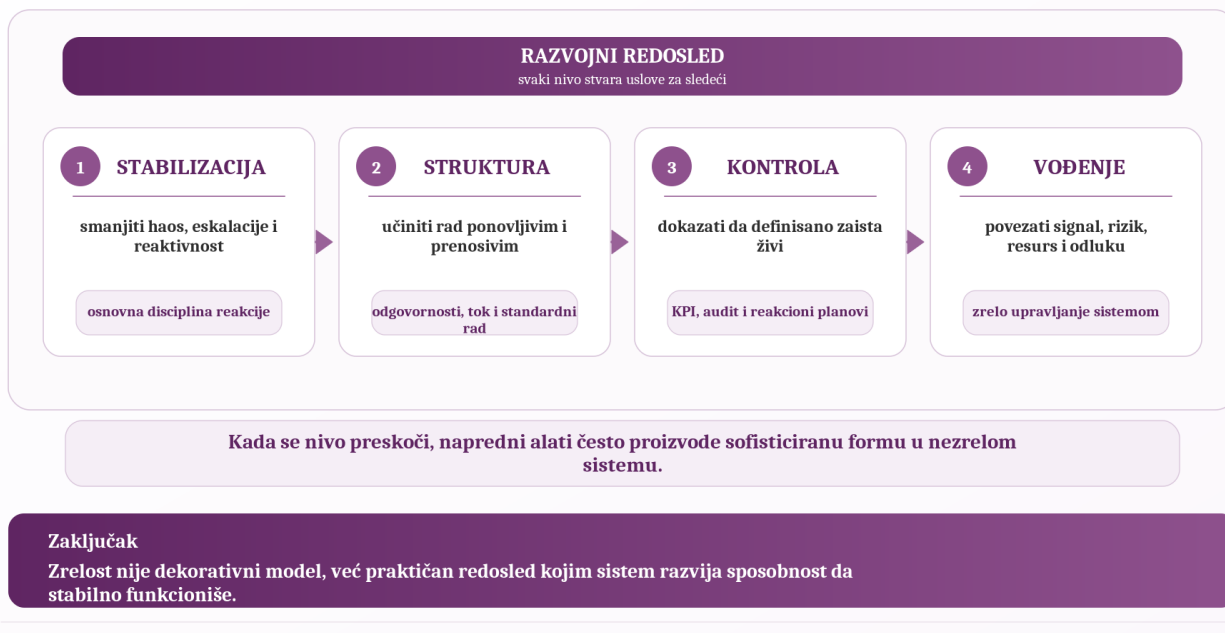 RAZVOJNI REDOSLED
svaki nivo stvara uslove za sledeći
1 STABILIZACIJA
smanjiti haos, eskalacije i
reaktivnost
osnovna disciplina reakcije
2 STRUKTURA
učiniti rad ponovljivim i
prenosivim
odgovornosti, tok i standardni
rad
3 KONTROLA
dokazati da definisano zaista
živi
KPI, audit i reakcioni planovi
4 VOĐENJE
povezati signal, rizik,
resurs i odluku
zrelo upravljanje sistemom
Kada se nivo preskoči, napredni alati često proizvode sofisticiranu formu u nezrelom
sistemu.
Zaključak
Zrelost nije dekorativni model, već praktičan redosled kojim sistem razvija sposobnost da
stabilno funkcioniše.